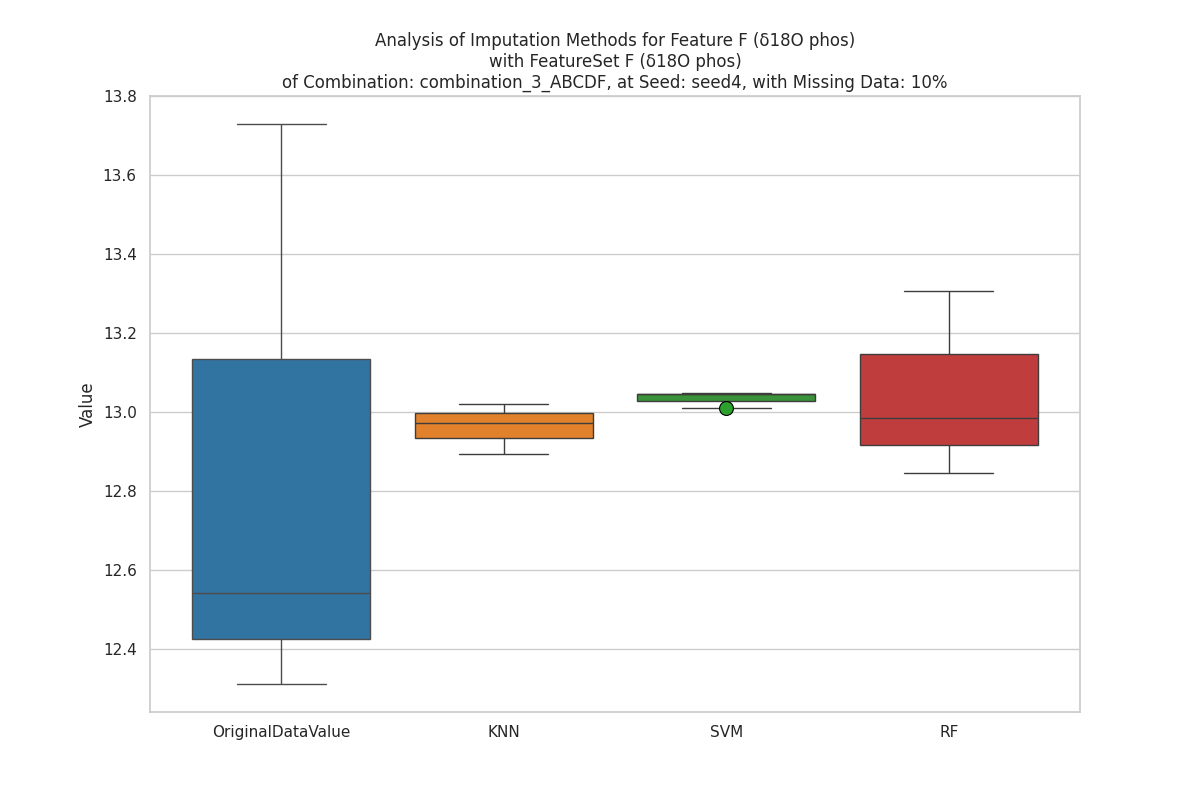 Analysis of Imputation Methods for Feature F (δ18O phos)
with FeatureSet F (δ18O phos)
of Combination: combination_3_ABCDF, at Seed: seed4, with Missing Data: 10%
13.8
13.6
13.4
13.2
13.0
12.8
12.6
12.4
Value
OriginalDataValue
KNN
SVM
RF